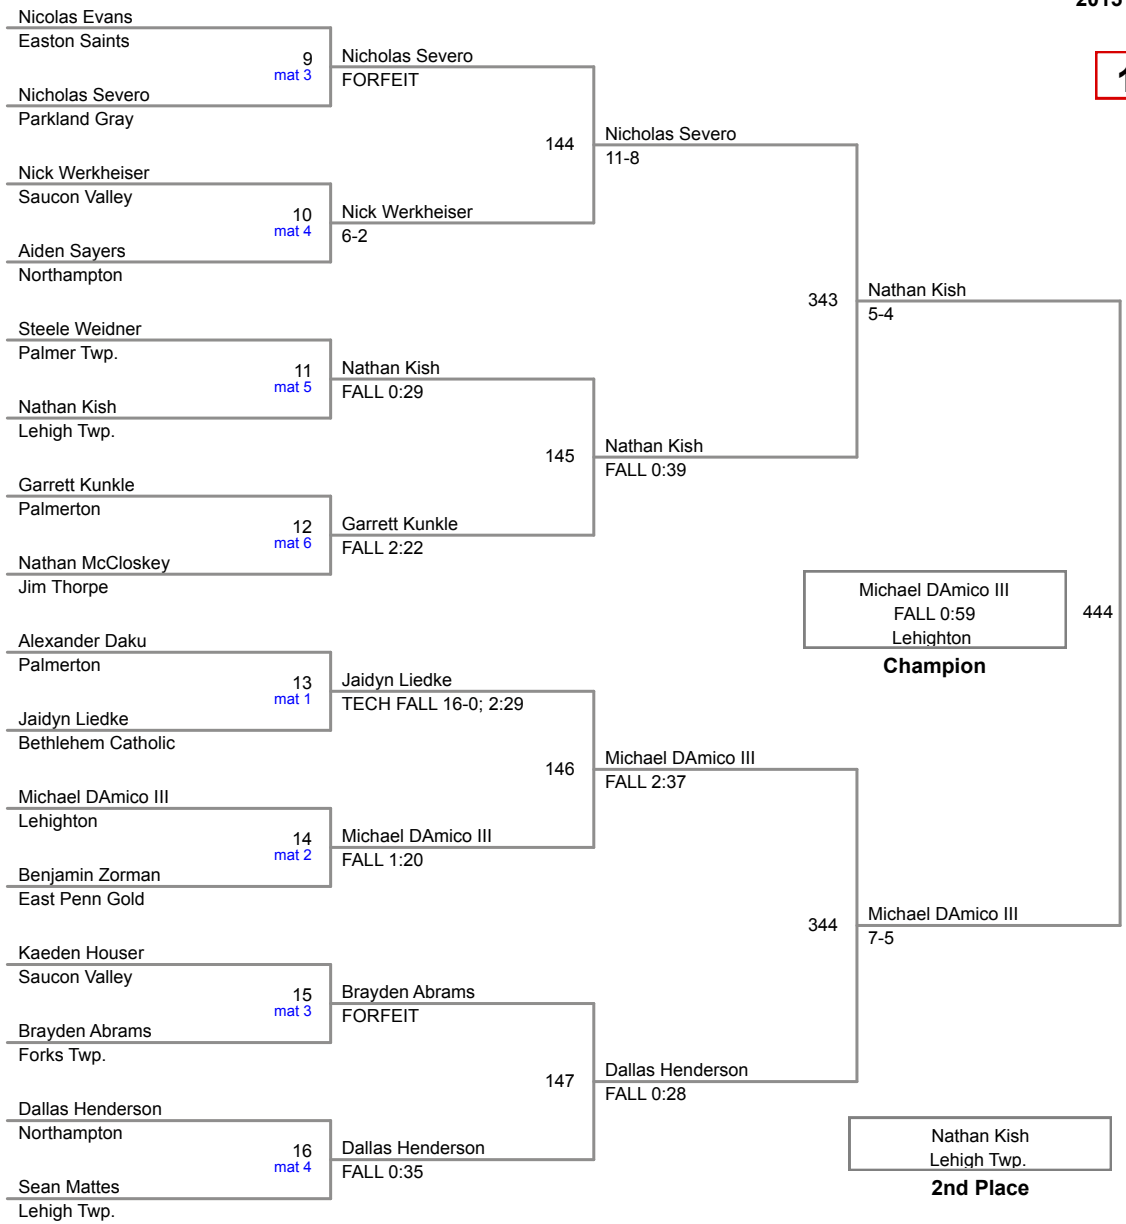 2015
1
Nicolas Evans
Easton Saints
9
mat 3
Nicholas Severo
Parkland Gray
Nicholas Severo
FORFEIT
144
Nicholas Severo
11-8
Nick Werkheiser
Saucon Valley
10
mat 4
Aiden Sayers
Northampton
Nick Werkheiser
6-2
343
Nathan Kish
5-4
Steele Weidner
Palmer Twp.
11
mat 5
Nathan Kish
Lehigh Twp.
Nathan Kish
FALL 0:29
145
Nathan Kish
FALL 0:39
Garrett Kunkle
Palmerton
12
mat 6
Nathan McCloskey
Jim Thorpe
Garrett Kunkle
FALL 2:22
Michael DAmico III
FALL 0:59
Lehighton
Champion
444
Alexander Daku
Palmerton
13
mat 1
Jaidyn Liedke
Bethlehem Catholic
Jaidyn Liedke
TECH FALL 16-0; 2:29
146
Michael DAmico III
FALL 2:37
Michael DAmico III
Lehighton
14
mat 2
Benjamin Zorman
East Penn Gold
Michael DAmico III
FALL 1:20
344
Michael DAmico III
7-5
Kaeden Houser
Saucon Valley
15
mat 3
Brayden Abrams
Forks Twp.
Brayden Abrams
FORFEIT
147
Dallas Henderson
FALL 0:28
Dallas Henderson
Northampton
16
mat 4
Sean Mattes
Lehigh Twp.
Dallas Henderson
FALL 0:35
Nathan Kish
Lehigh Twp.
2nd Place